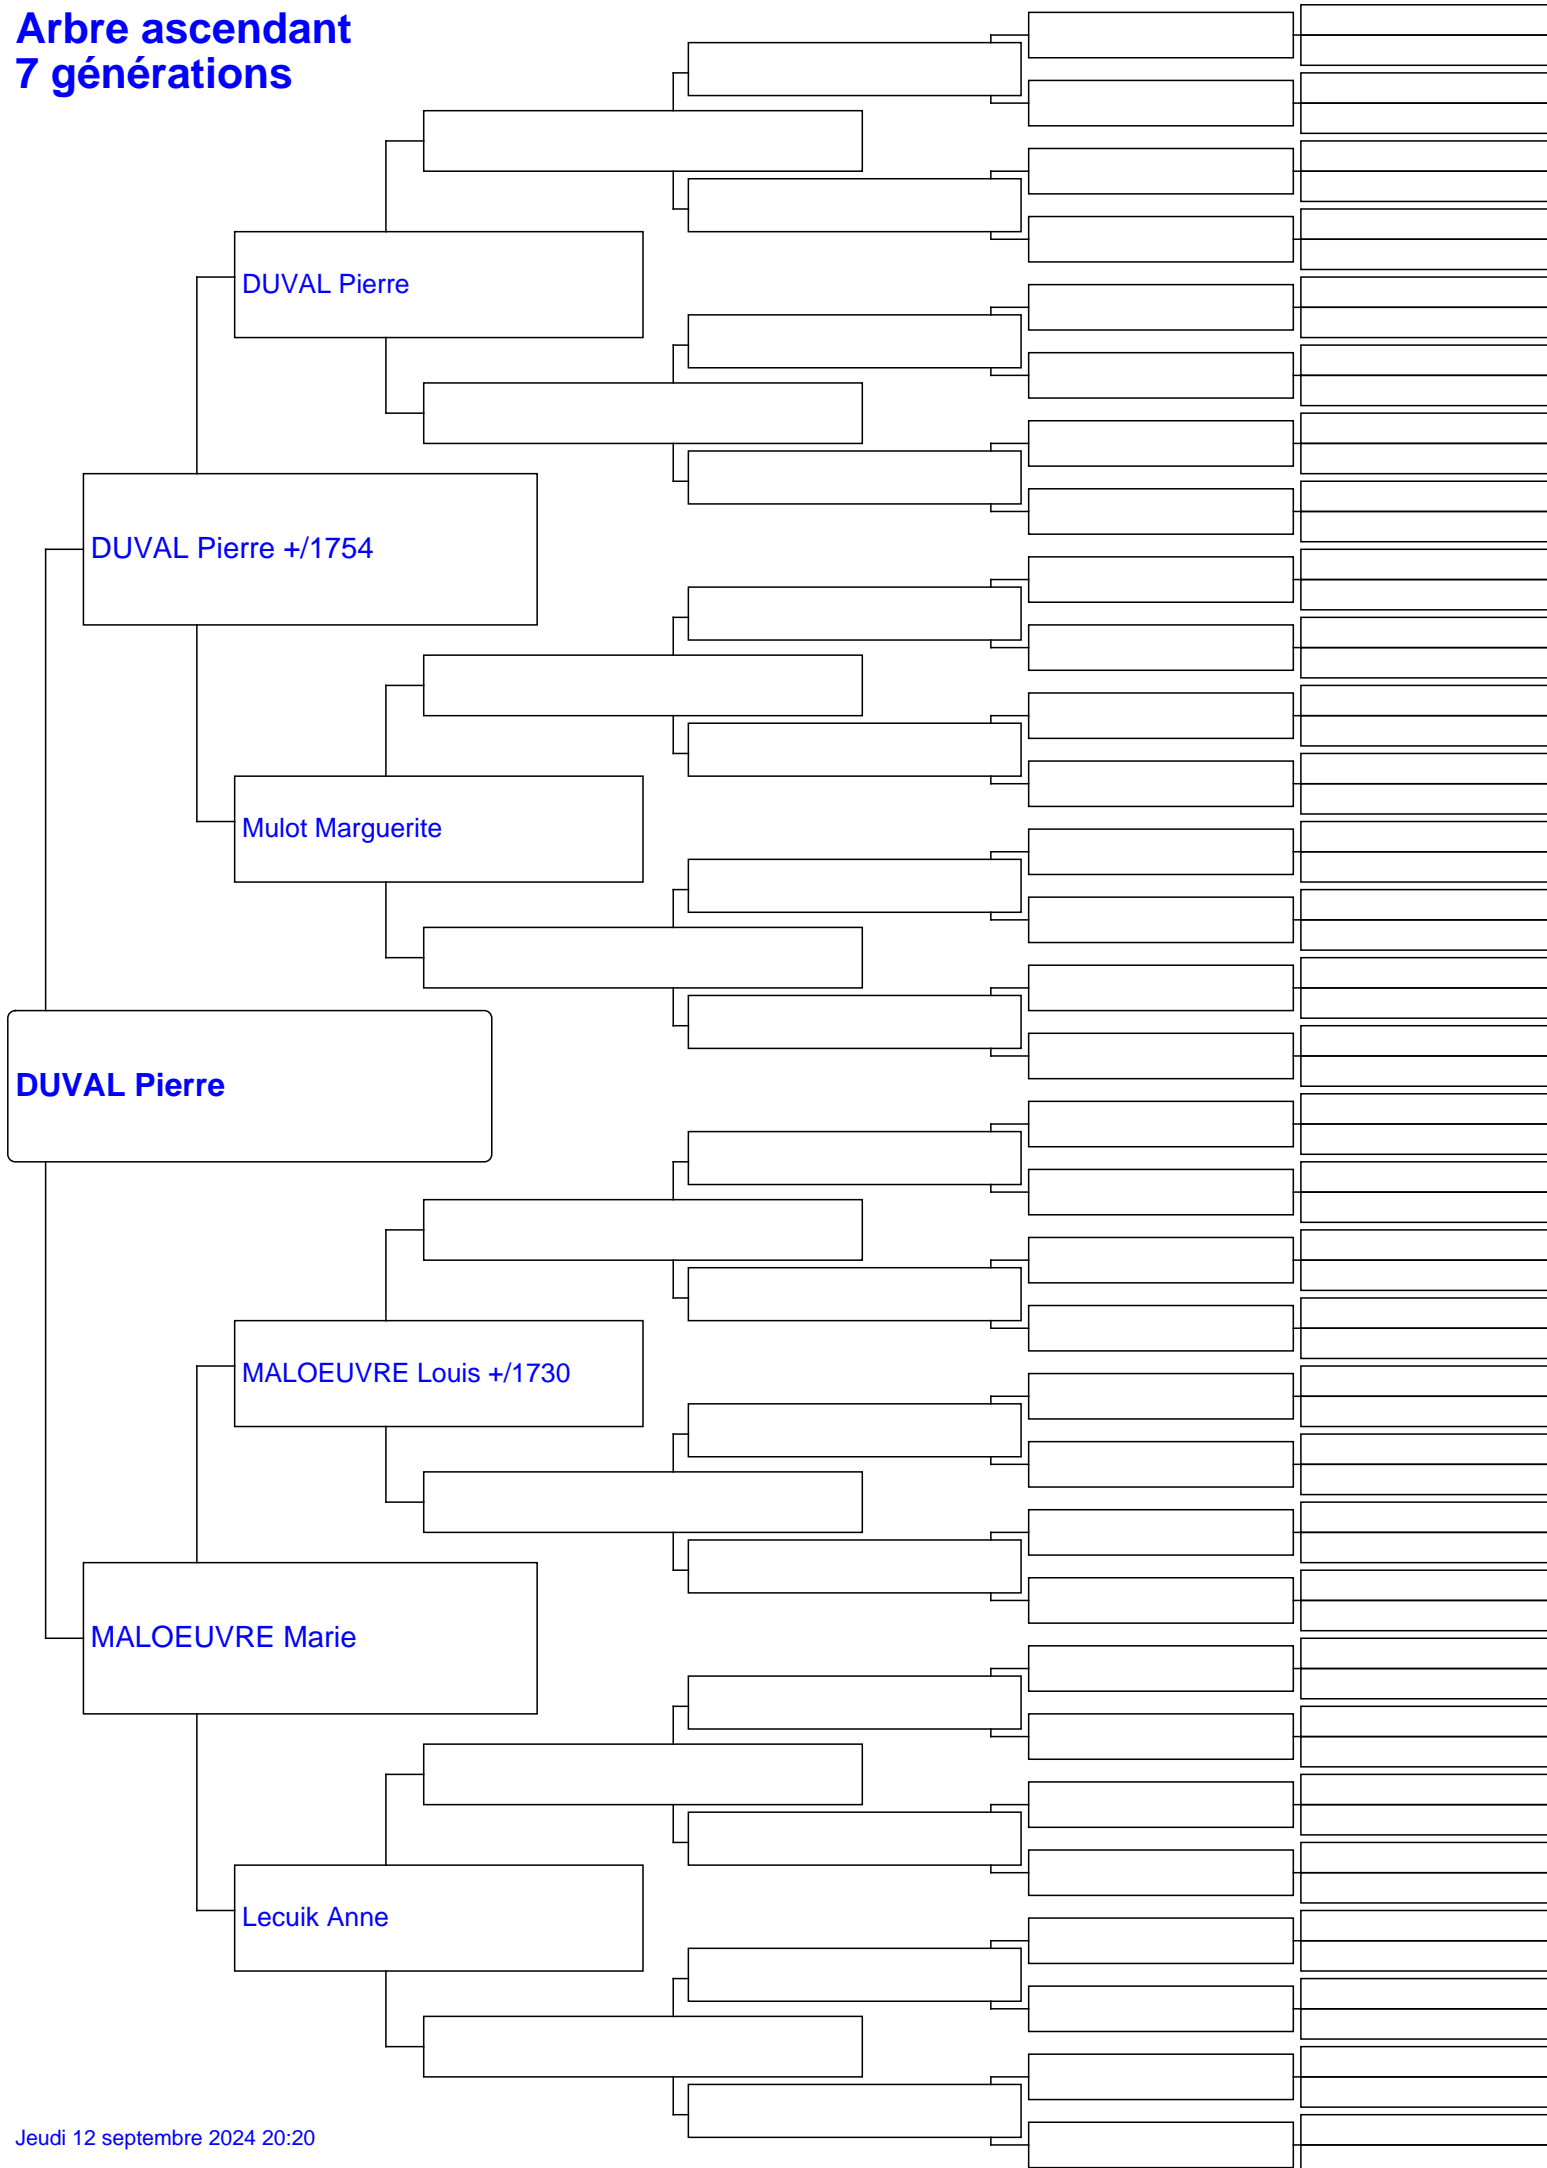 Arbre ascendant
7 générations
DUVAL Pierre
DUVAL Pierre +/1754
Mulot Marguerite
DUVAL Pierre
MALOEUVRE Louis +/1730
MALOEUVRE Marie
Lecuik Anne
Jeudi 12 septembre 2024 20:20